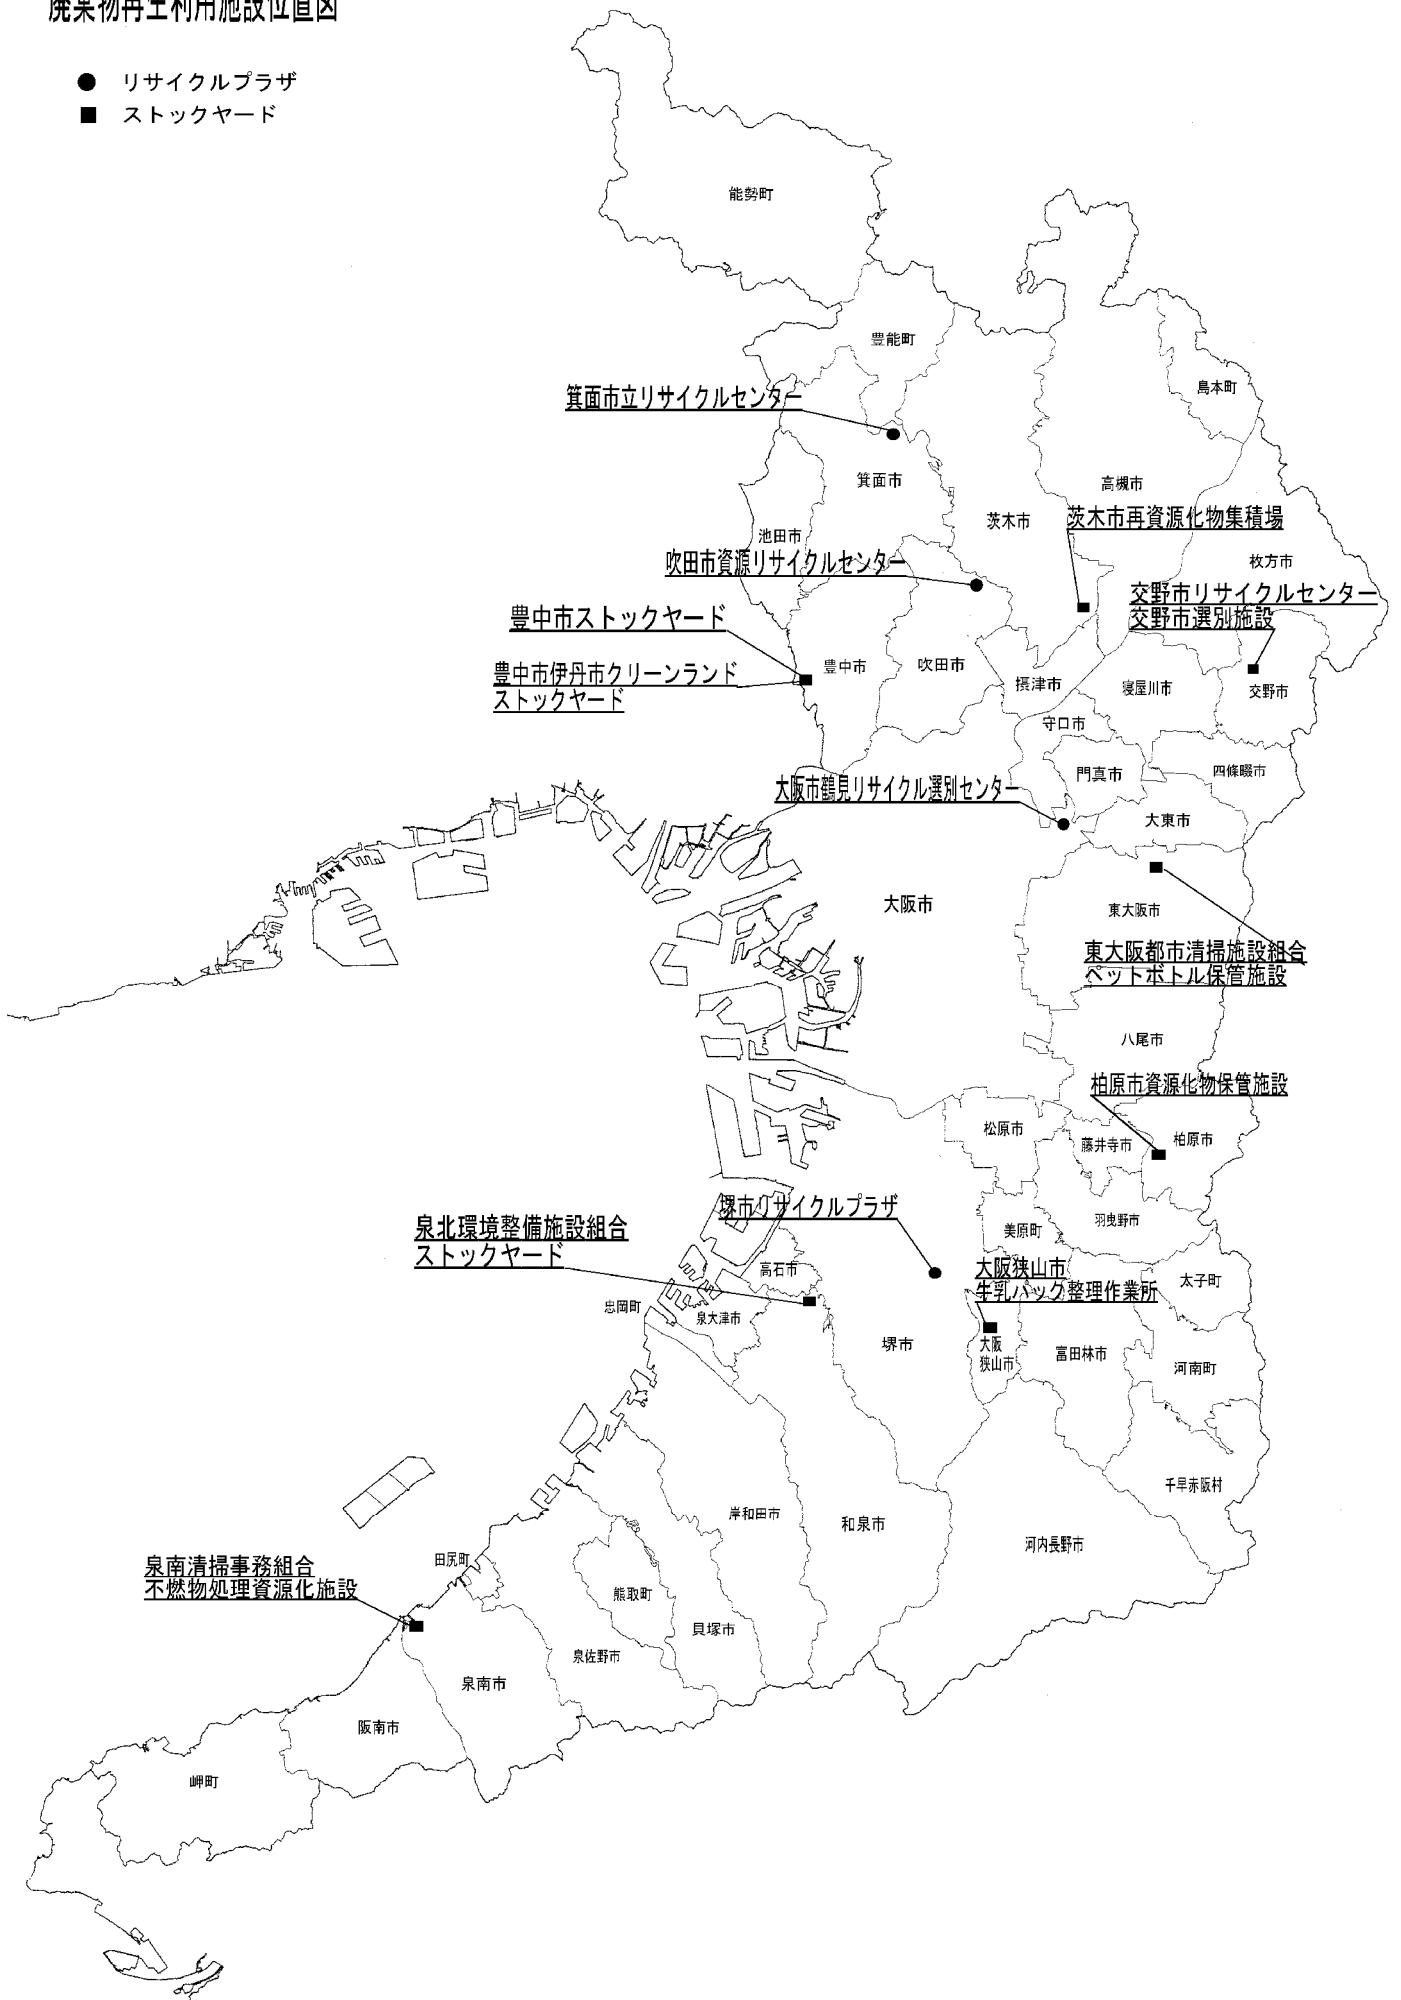 廃棄物再生利用施設位置図
● リサイクルプラザ
■ ストックヤード
能勢町
豊能町
島本町
箕面市立リサイクルセンター
箕面市
高槻市
茨木市
茨木市再資源化物集積場
池田市
吹田市資源リサイクルセンター
枚方市
交野市リサイクルセンター
交野市選別施設
豊中市ストックヤード
豊中市伊丹市クリーンランド
ストックヤード
豊中市
吹田市
摂津市
寝屋川市
交野市
守口市
門真市
四條畷市
大阪市鶴見リサイクル選別センター
大東市
大阪市
東大阪市
東大阪都市清掃施設組合
ペットボトル保管施設
八尾市
柏原市資源化物保管施設
松原市
藤井寺市
柏原市
堺市リサイクルプラザ
美原町
羽曳野市
泉北環境整備施設組合
ストックヤード
高石市
大阪狭山市
牛乳パック整理作業所
太子町
忠岡町
泉大津市
堺市
大阪
狭山市
富田林市
河南町
千早赤阪村
岸和田市
和泉市
河内長野市
田尻町
泉南清掃事務組合
不燃物処理資源化施設
熊取町
貝塚市
泉佐野市
泉南市
阪南市
岬町